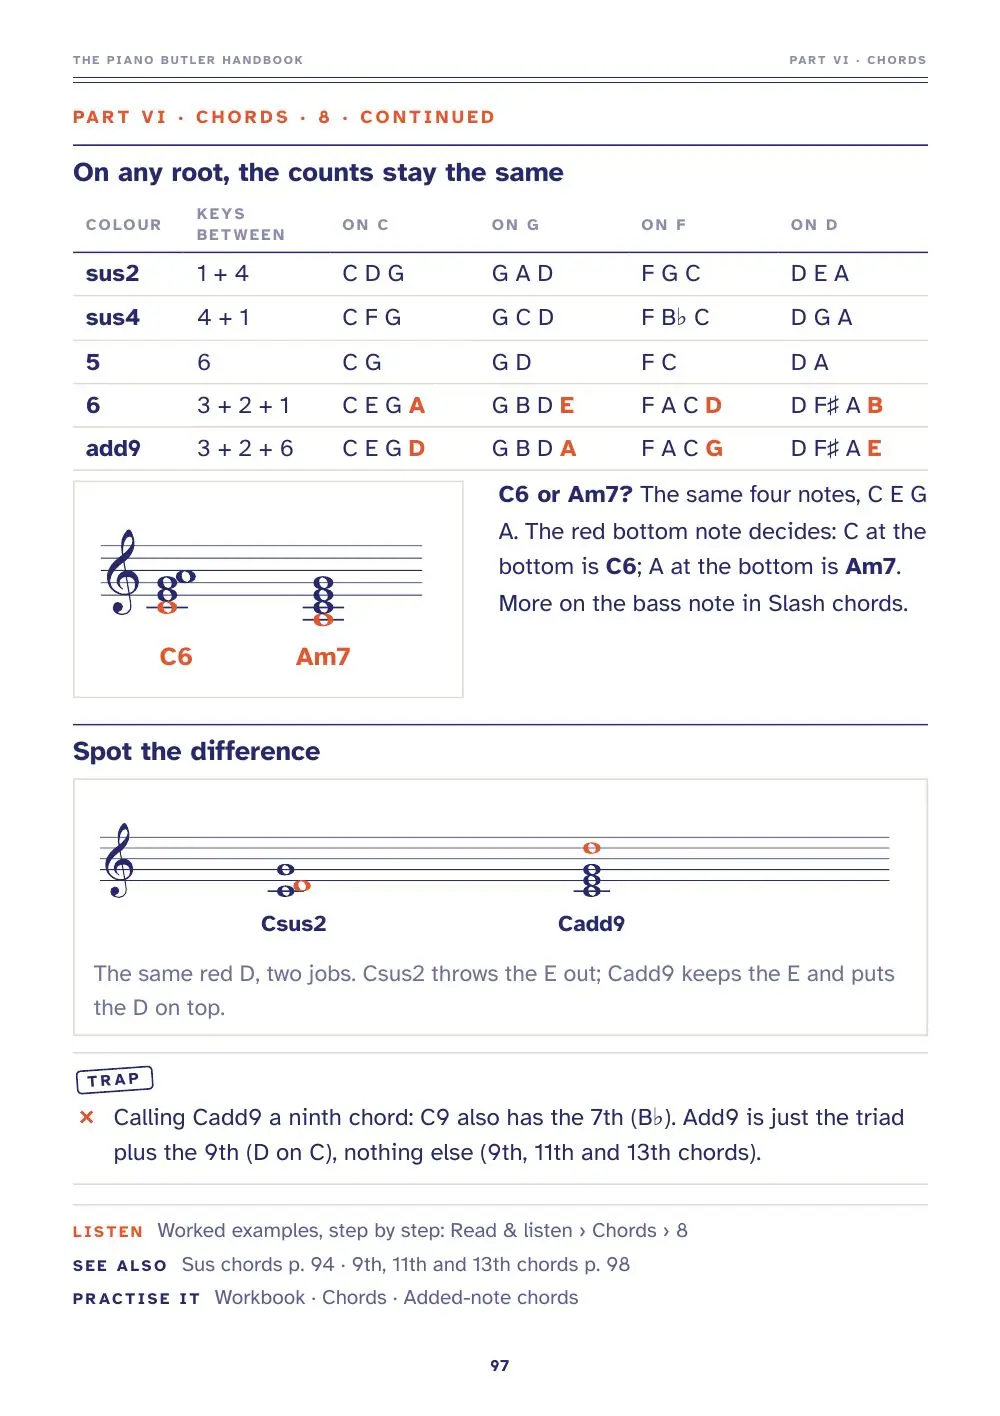 THE PIANO BUTLER HANDBOOK PART VI · CHORDS
PART VI · CHORDS · 8 · CONTINUED
On any root, the counts stay the same
COLOUR KEYS BETWEEN ON C ON G ON F ON D
sus2 1 + 4 C D G G A D F G C D E A
sus4 4 + 1 C F G G C D F B♭ C D G A
5 6 C G G D F C D A
6 3 + 2 + 1 C E G A G B D E F A C D D F♯ A B
add9 3 + 2 + 6 C E G D G B D A F A C G D F♯ A E
C6 Am7
C6 or Am7? The same four notes, C E G
A. The red bottom note decides: C at the
bottom is C6; A at the bottom is Am7.
More on the bass note in Slash chords.
Spot the difference
Csus2 Cadd9
The same red D, two jobs. Csus2 throws the E out; Cadd9 keeps the E and puts
the D on top.
TRAP
× Calling Cadd9 a ninth chord: C9 also has the 7th (B♭). Add9 is just the triad
plus the 9th (D on C), nothing else (9th, 11th and 13th chords).
LISTEN Worked examples, step by step: Read & listen › Chords › 8
SEE ALSO Sus chords p. 94 · 9th, 11th and 13th chords p. 98
PRACTISE IT Workbook · Chords · Added-note chords
97